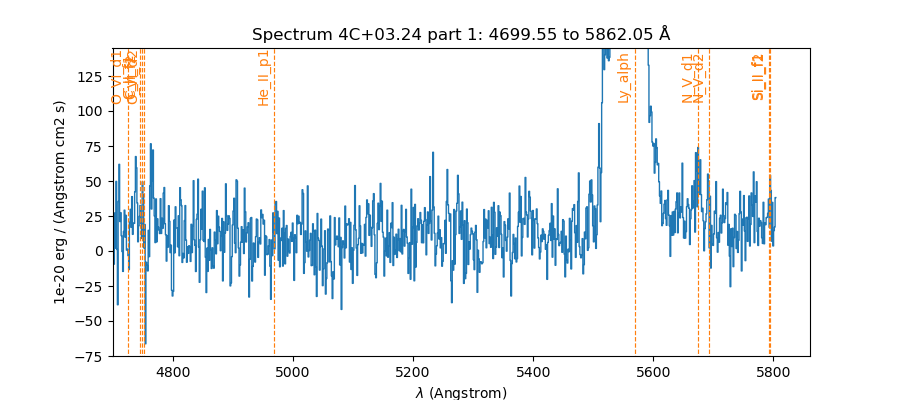 Spectrum 4C+03.24 part 1: 4699.55 to 5862.05 Å
O_VI_d1
He_II_p1
Ly_alph
N_V_d1
N_V_d2
Si_II_f2
125
100
75
50
25
0
−25
−50
−75
1e-20 erg / (Angstrom cm2 s)
4800
5000
5200
5400
5600
5800
λ (Angstrom)